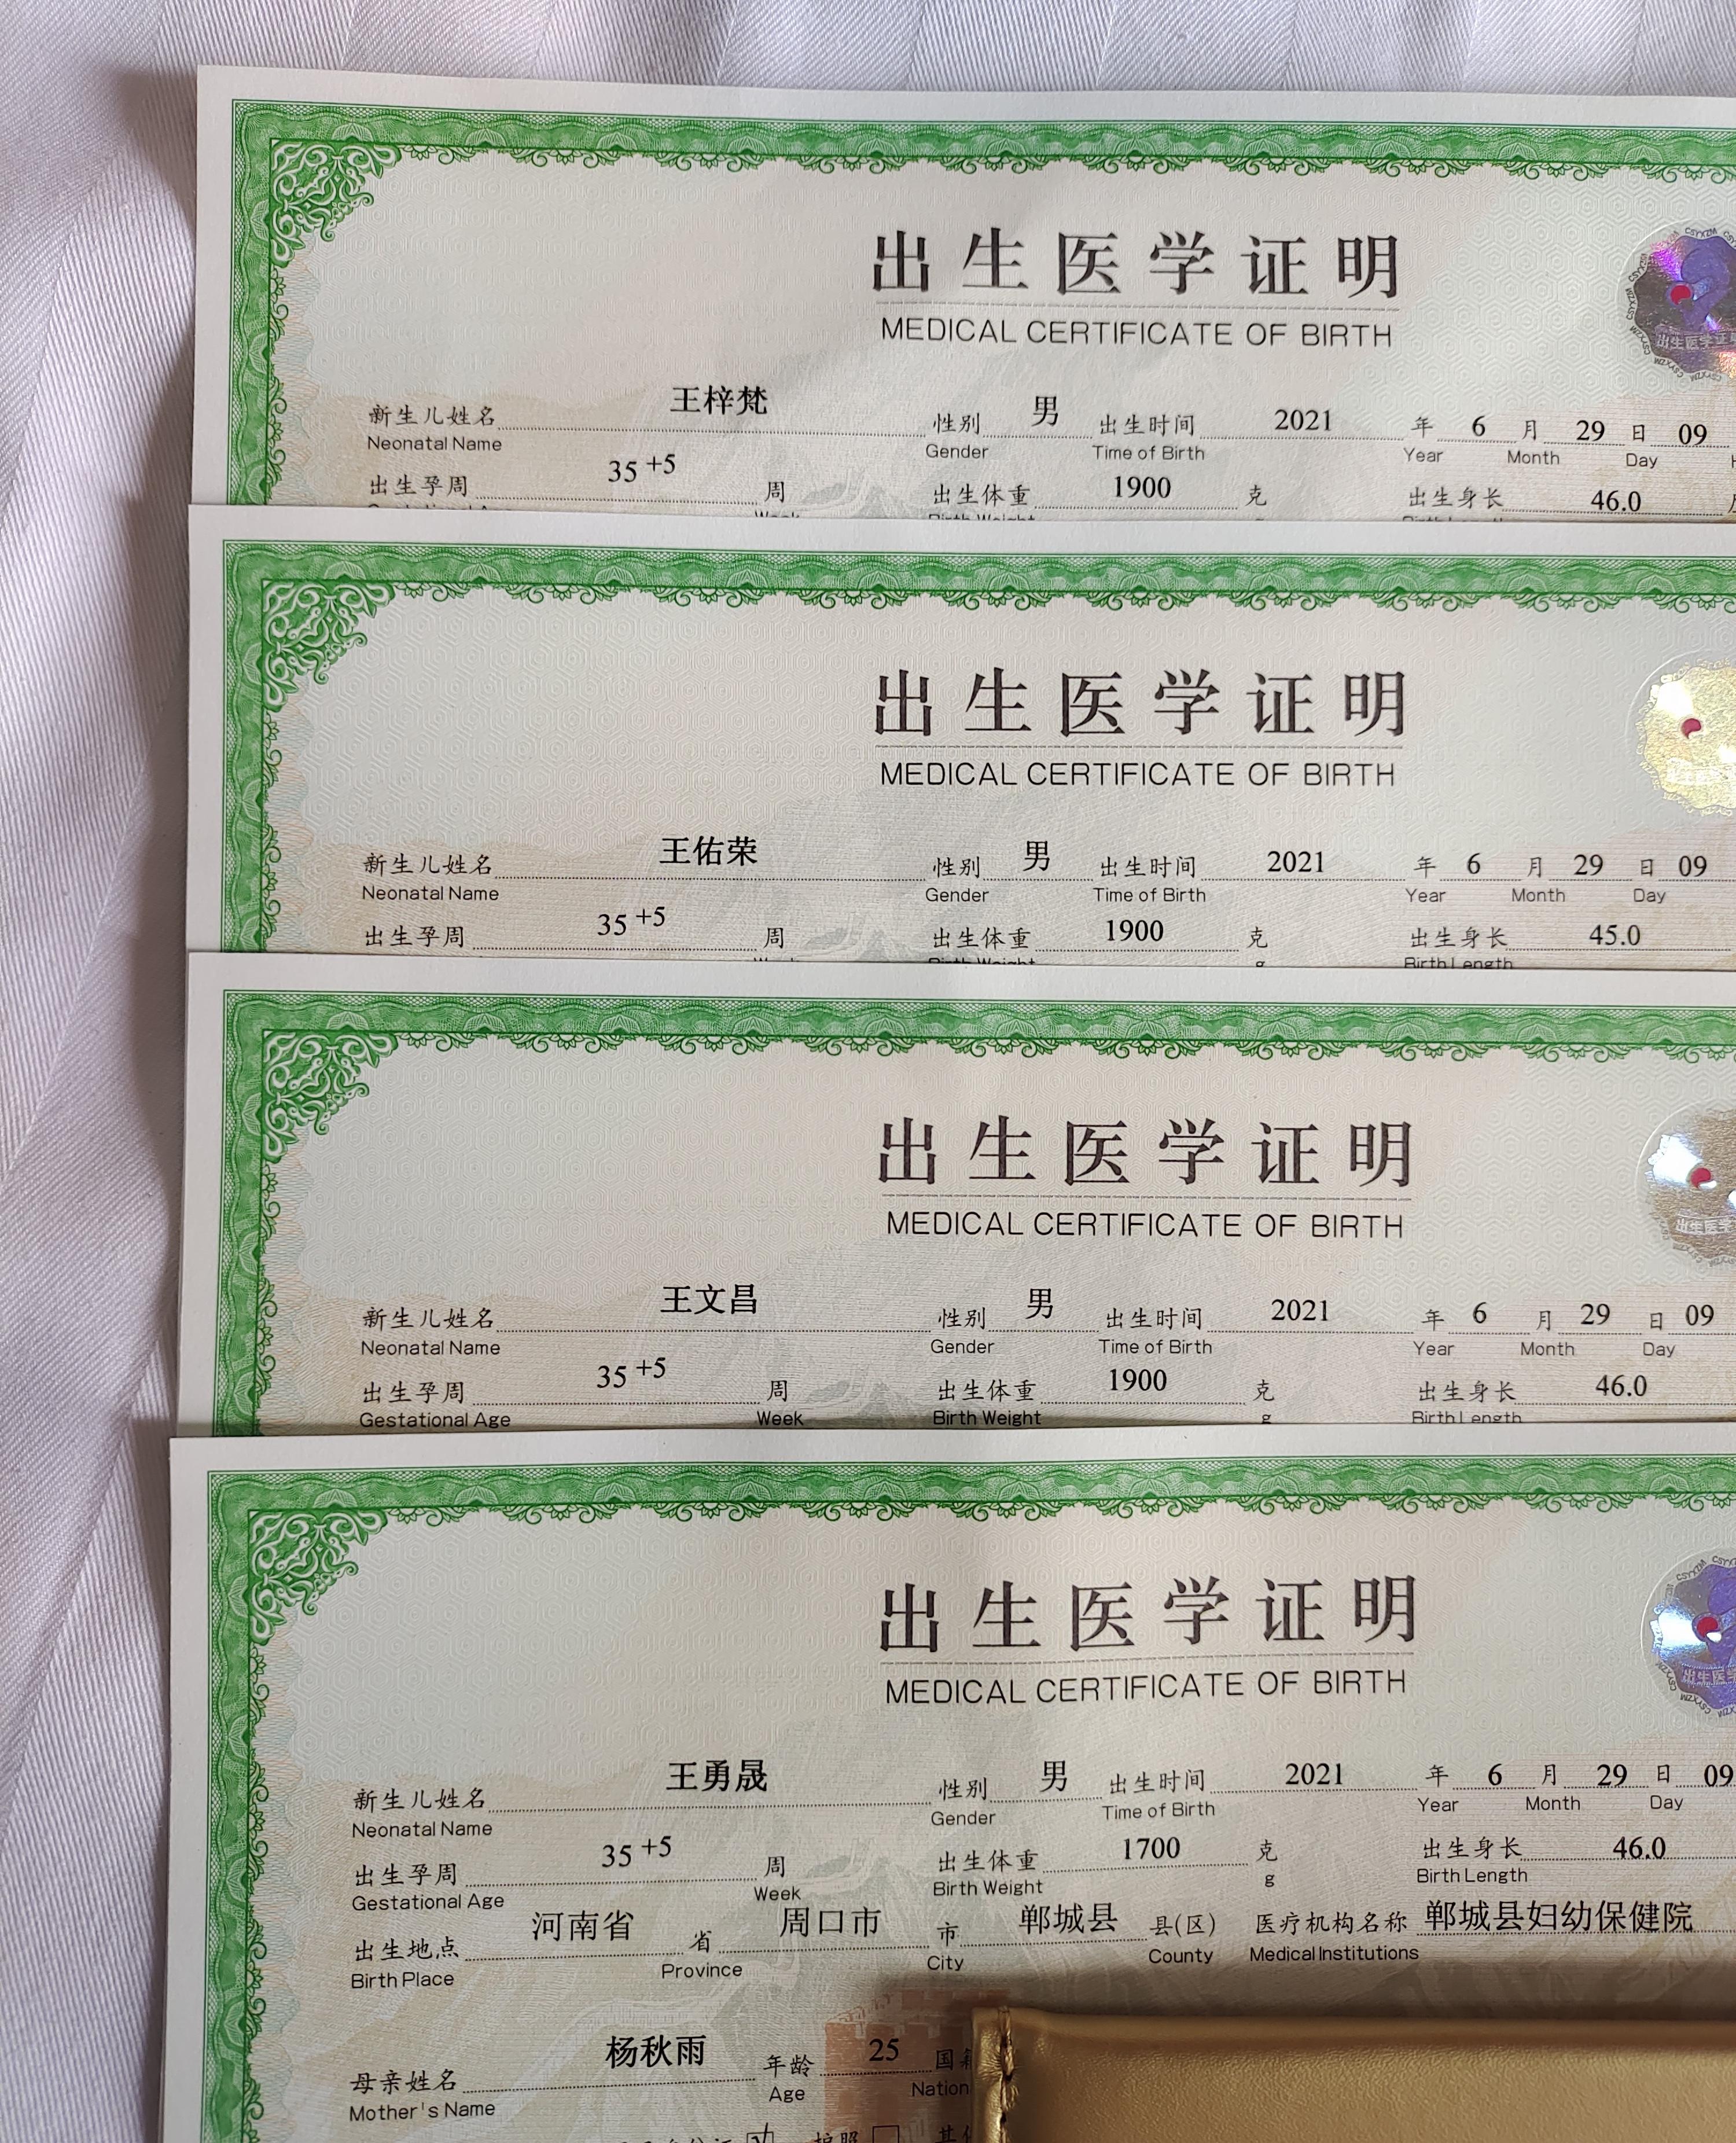 出生医学证明
MEDICAL CERTIFICATE OF BIRTH
新生儿姓名 王梓梵 性别 男 出生时间 2021 年 6 月 29 日 09
Neonatal Name Gender Time of Birth Year Month Day
出生孕周 35 +5 周 出生体重 1900 克 出生身长 46.0
出生医学证明
MEDICAL CERTIFICATE OF BIRTH
新生儿姓名 王佑荣 性别 男 出生时间 2021 年 6 月 29 日 09
Neonatal Name Gender Time of Birth Year Month Day
出生孕周 35 +5 周 出生体重 1900 克 出生身长 45.0
Birth Weight g Birth Length
出生医学证明
MEDICAL CERTIFICATE OF BIRTH
新生儿姓名 王文昌 性别 男 出生时间 2021 年 6 月 29 日 09
Neonatal Name Gender Time of Birth Year Month Day
出生孕周 35 +5 周 出生体重 1900 克 出生身长 46.0
Gestational Age Week Birth Weight g Birth Length
出生医学证明
MEDICAL CERTIFICATE OF BIRTH
新生儿姓名 王勇晟 性别 男 出生时间 2021 年 6 月 29 日 09
Neonatal Name Gender Time of Birth Year Month Day
出生孕周 35 +5 周 出生体重 1700 克 出生身长 46.0
Gestational Age Week Birth Weight g Birth Length
出生地点 河南省 省 周口市 市 郸城县 县(区) 医疗机构名称 郸城县妇幼保健院
Birth Place Province City County Medical Institutions
母亲姓名 杨秋雨 年龄 25 国
Mother's Name Age Nation